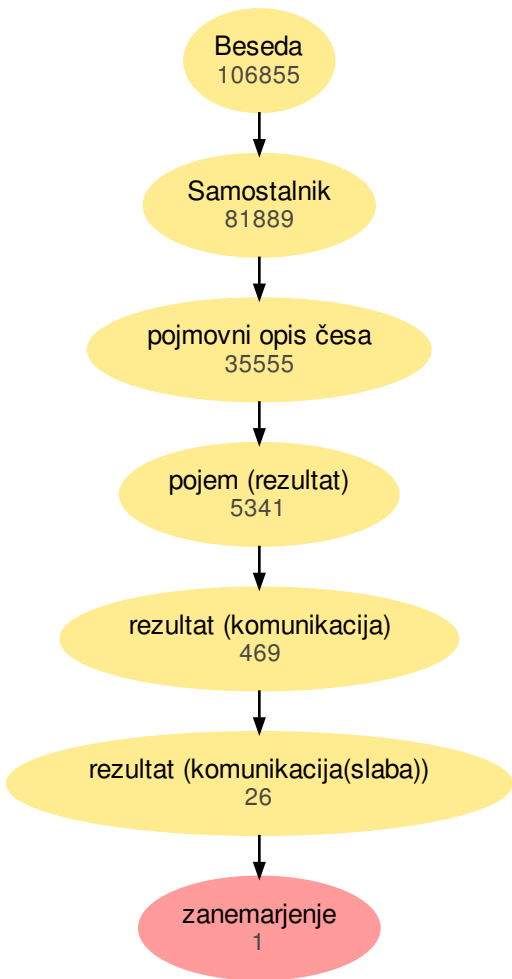 Beseda
106855
Samostalnik
81889
pojmovni opis česa
35555
pojem (rezultat)
5341
rezultat (komunikacija)
469
rezultat (komunikacija(slaba))
26
zanemarjenje
1